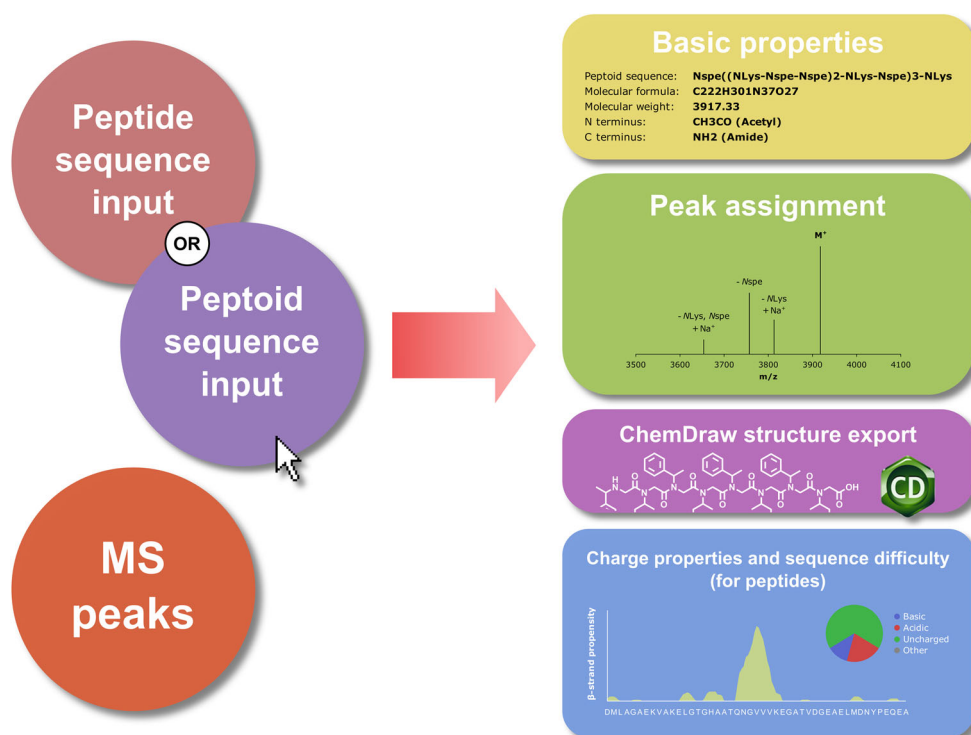 Peptide
sequence
input
OR
Peptoid
sequence
input
MS
peaks
Basic properties
Peptoid sequence: Nspe((NLys-Nspe-Nspe)2-NLys-Nspe)3-NLys
Molecular formula: C222H301N37O27
Molecular weight: 3917.33
N terminus: CH3CO (Acetyl)
C terminus: NH2 (Amide)
Peak assignment
M⁺
- Nspe
- NLys
+ Na⁺
- NLys, Nspe
+ Na⁺
3500 3600 3700 3800 3900 4000 4100
m/z
ChemDraw structure export
H
N
O
O
N
N
O
O
N
N
O
O
N
N
O
O
N
OH
CD
Charge properties and sequence difficulty
(for peptides)
β-strand propensity
Basic
Acidic
Uncharged
Other
DMLAGAEKVAKELGTGHAATQNGVVVKEGATVDGEAELMDNYPEQEA